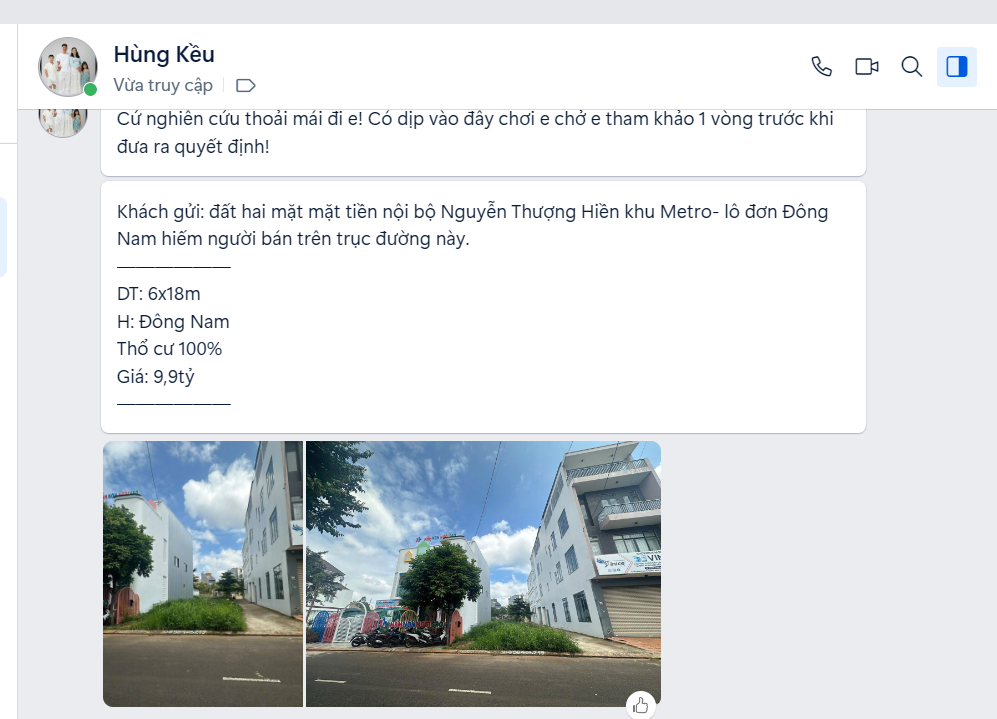 Hùng Kều
Vừa truy cập
Cứ nghiên cứu thoải mái đi e! Có dịp vào đây chơi e chở e tham khảo 1 vòng trước khi
đưa ra quyết định!
Khách gửi: đất hai mặt mặt tiền nội bộ Nguyễn Thượng Hiền khu Metro- lô đơn Đông
Nam hiếm người bán trên trục đường này.
——————
DT: 6x18m
H: Đông Nam
Thổ cư 100%
Giá: 9,9tỷ
——————